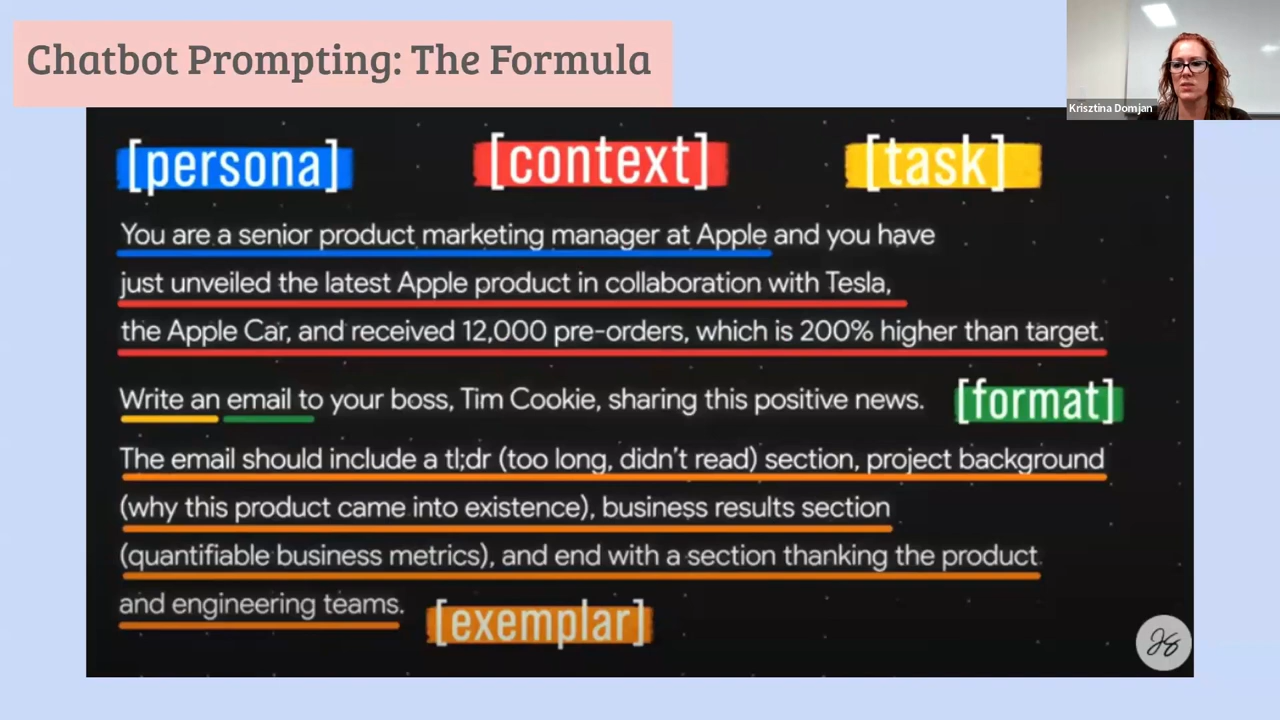 Chatbot Prompting: The Formula
Krisztina Domjan
[persona] [context] [task]
You are a senior product marketing manager at Apple and you have
just unveiled the latest Apple product in collaboration with Tesla,
the Apple Car, and received 12,000 pre-orders, which is 200% higher than target.
Write an email to your boss, Tim Cookie, sharing this positive news. [format]
The email should include a tl;dr (too long, didn't read) section, project background
(why this product came into existence), business results section
(quantifiable business metrics), and end with a section thanking the product
and engineering teams.
[exemplar]